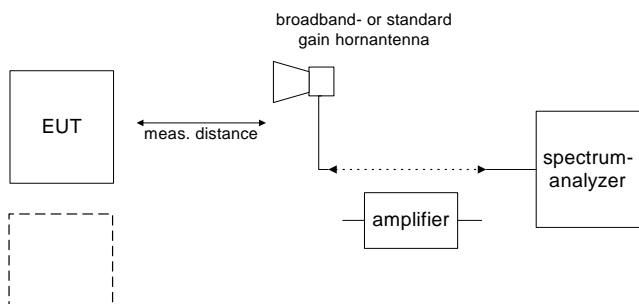 broadband- or standard
gain hornantenna
EUT
meas. distance
spectrum-
analyzer
amplifier